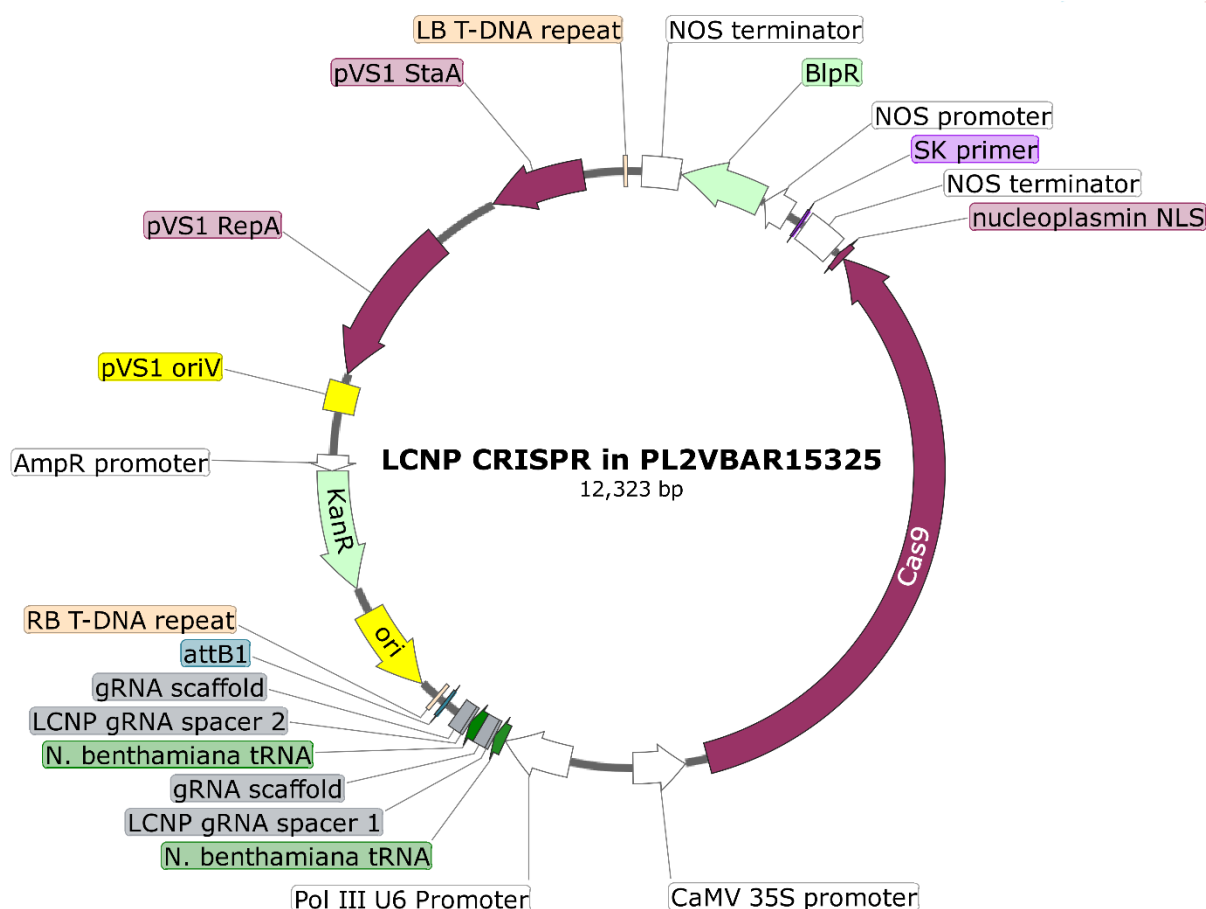 LB T-DNA repeat
NOS terminator
pVS1 StaA
BlpR
NOS promoter
SK primer
NOS terminator
nucleoplasmin NLS
pVS1 RepA
pVS1 oriV
AmpR promoter
LCNP CRISPR in PL2VBAR15325
12,323 bp
KanR
Cas9
ori
RB T-DNA repeat
attB1
gRNA scaffold
LCNP gRNA spacer 2
N. benthamiana tRNA
gRNA scaffold
LCNP gRNA spacer 1
N. benthamiana tRNA
Pol III U6 Promoter
CaMV 35S promoter